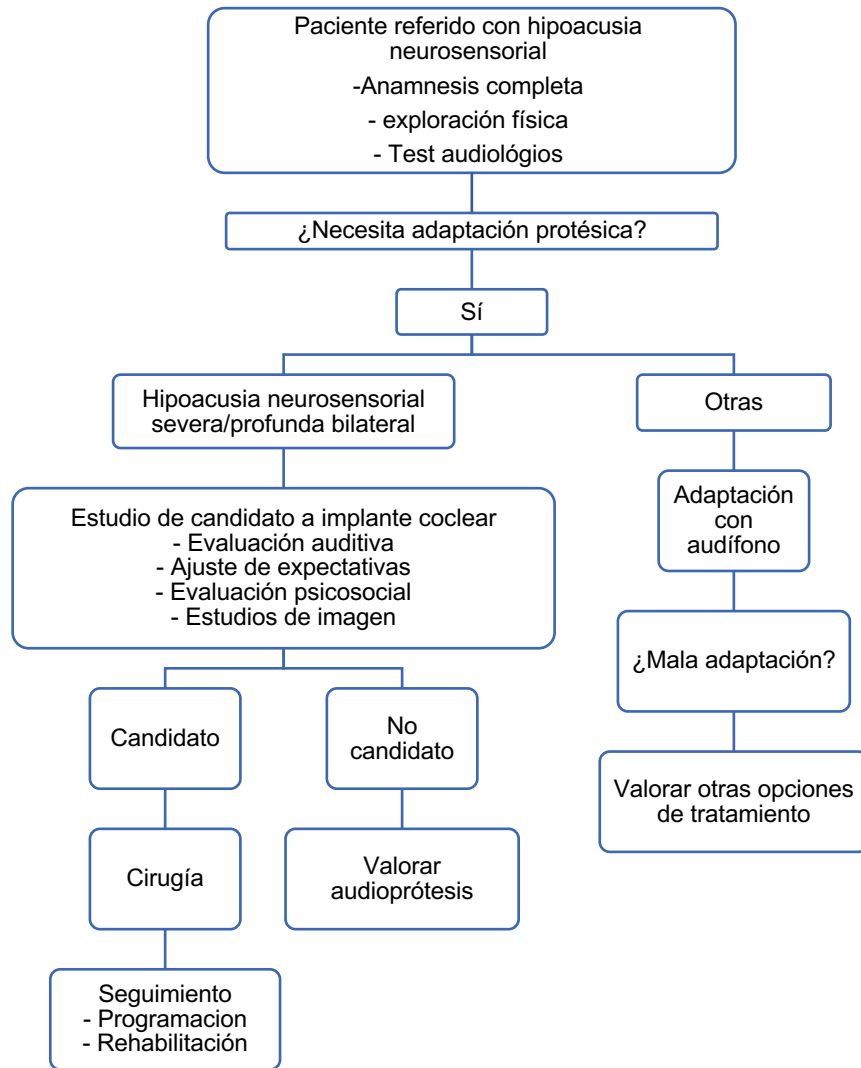 Paciente referido con hipoacusia
neurosensorial
-Anamnesis completa
- exploración física
- Test audiológios
¿Necesita adaptación protésica?
Sí
Hipoacusia neurosensorial
severa/profunda bilateral
Otras
Estudio de candidato a implante coclear
- Evaluación auditiva
- Ajuste de expectativas
- Evaluación psicosocial
- Estudios de imagen
Adaptación
con
audífono
¿Mala adaptación?
Candidato
No
candidato
Valorar otras opciones
de tratamiento
Cirugía
Valorar
audioprótesis
Seguimiento
- Programacion
- Rehabilitación